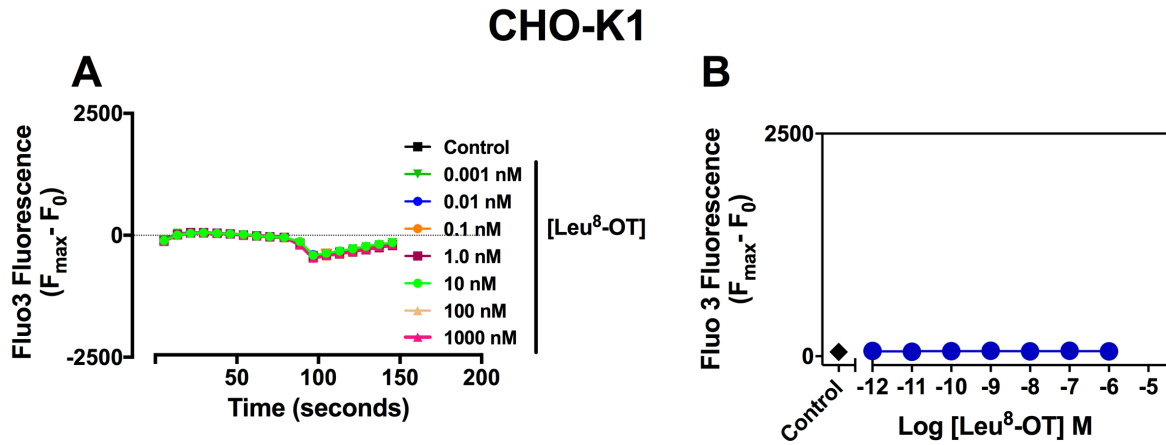 CHO-K1
A
Fluo3 Fluorescence
(Fmax- F0)
2500
0
-2500
50
100
150
200
Time (seconds)
Control
0.001 nM
0.01 nM
0.1 nM
1.0 nM
10 nM
100 nM
1000 nM
[Leu⁸-OT]
B
Fluo 3 Fluorescence
(Fmax- F0)
2500
0
Control
-12
-11
-10
-9
-8
-7
-6
-5
Log [Leu⁸-OT] M